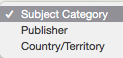 ✓ Subject Category
Publisher
Country/Territory